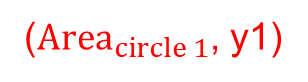 (Area circle 1, y1)